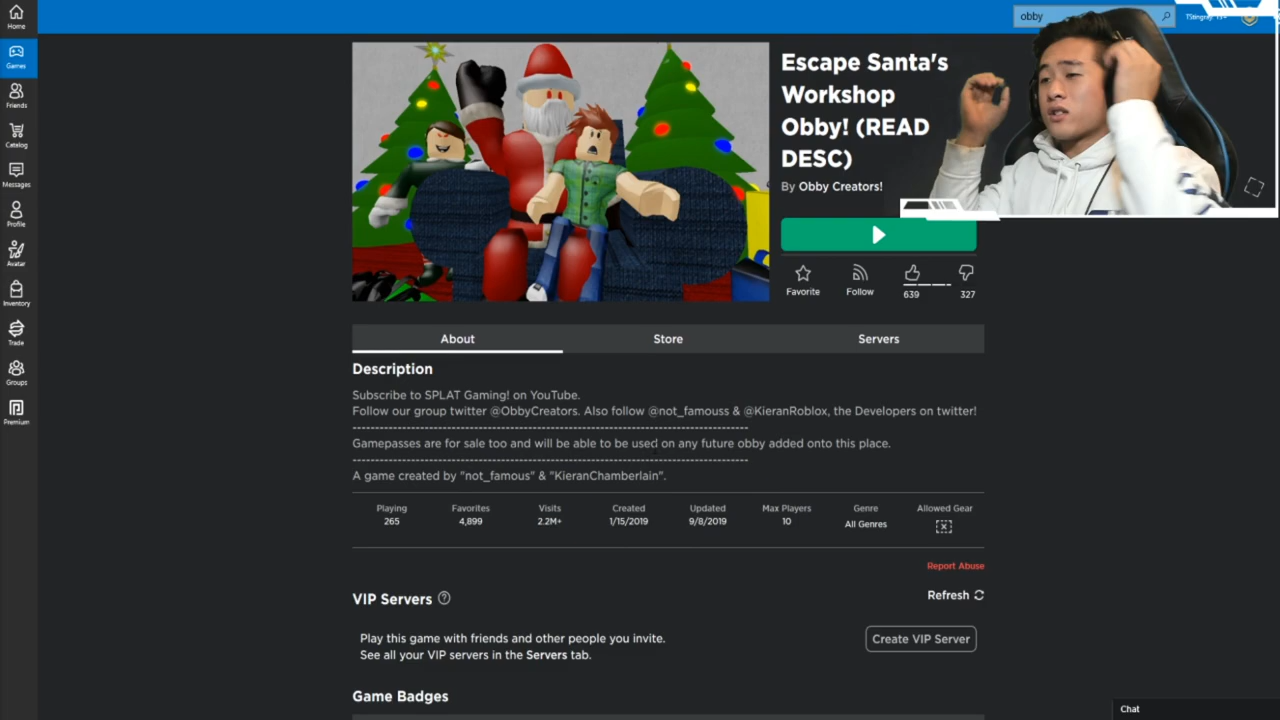 obby
Home
Games
Friends
Catalog
Messages
Profile
Avatar
Inventory
Trade
Groups
Premium
Escape Santa's
Workshop
Obby! (READ
DESC)
By Obby Creators!
Favorite
Follow
639
327
About
Store
Servers
Description
Subscribe to SPLAT Gaming! on YouTube.
Follow our group twitter @ObbyCreators. Also follow @not_famouss & @KieranRoblox, the Developers on twitter!
--------------------------------------------------------------------------------
Gamepasses are for sale too and will be able to be used on any future obby added onto this place.
--------------------------------------------------------------------------------
A game created by "not_famous" & "KieranChamberlain".
Playing Favorites Visits Created Updated Max Players Genre Allowed Gear
265 4,899 2.2M+ 1/15/2019 9/8/2019 10 All Genres
Report Abuse
VIP Servers
Refresh
Play this game with friends and other people you invite.
See all your VIP servers in the Servers tab.
Create VIP Server
Game Badges
Chat